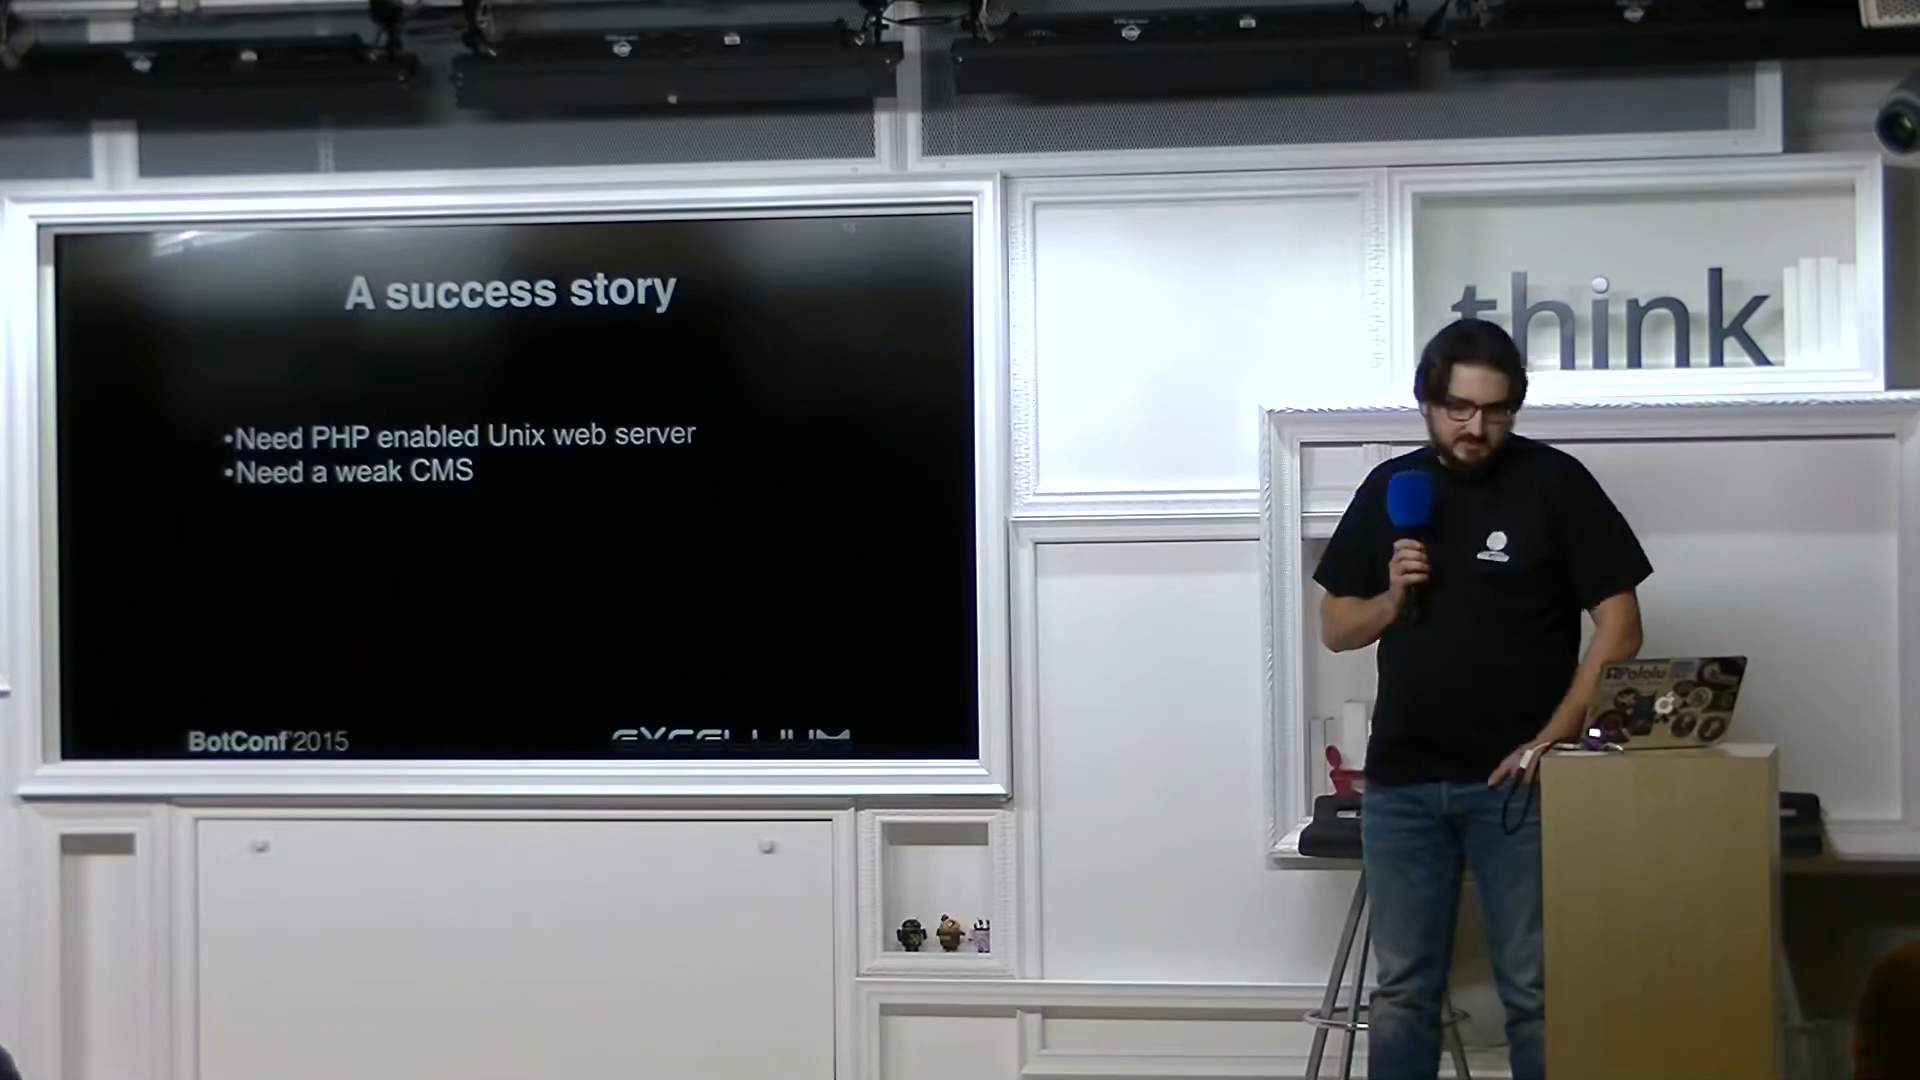 A success story
•Need PHP enabled Unix web server
•Need a weak CMS
BotConf'2015
EXCELLIUM
think
Pololu